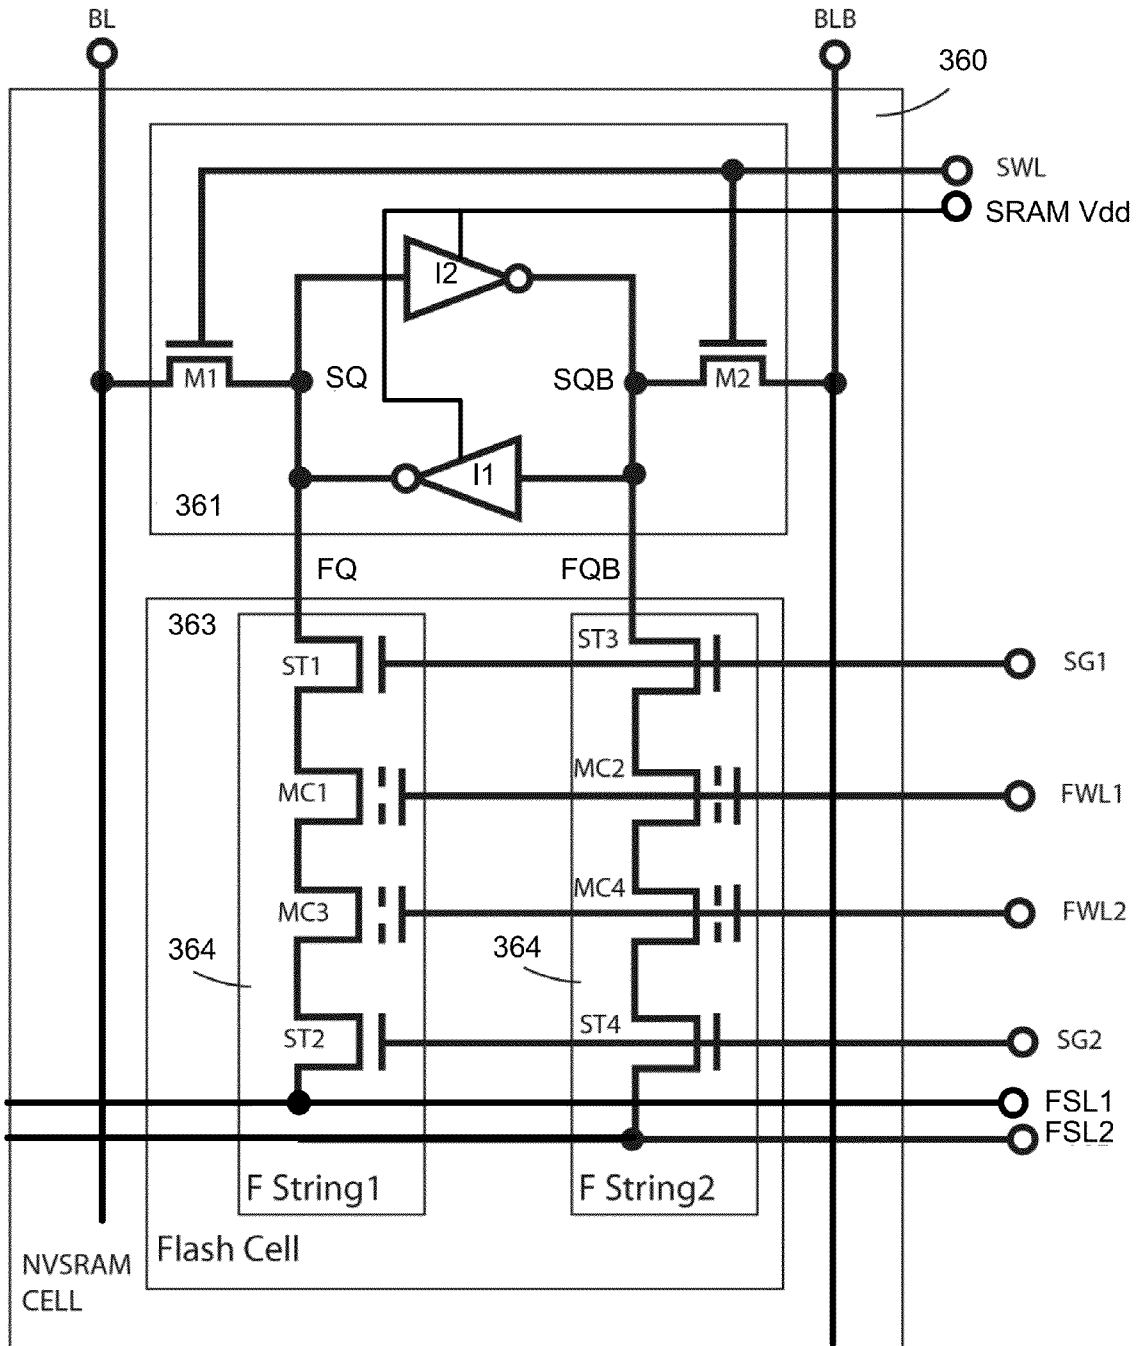 BL
BLB
360
SWL
SRAM Vdd
I2
M1
SQ
SQB
M2
I1
361
FQ
FQB
363
ST1
ST3
SG1
MC1
MC2
FWL1
MC3
MC4
FWL2
364
364
ST2
ST4
SG2
FSL1
FSL2
F String1
F String2
Flash Cell
NVSRAM
CELL